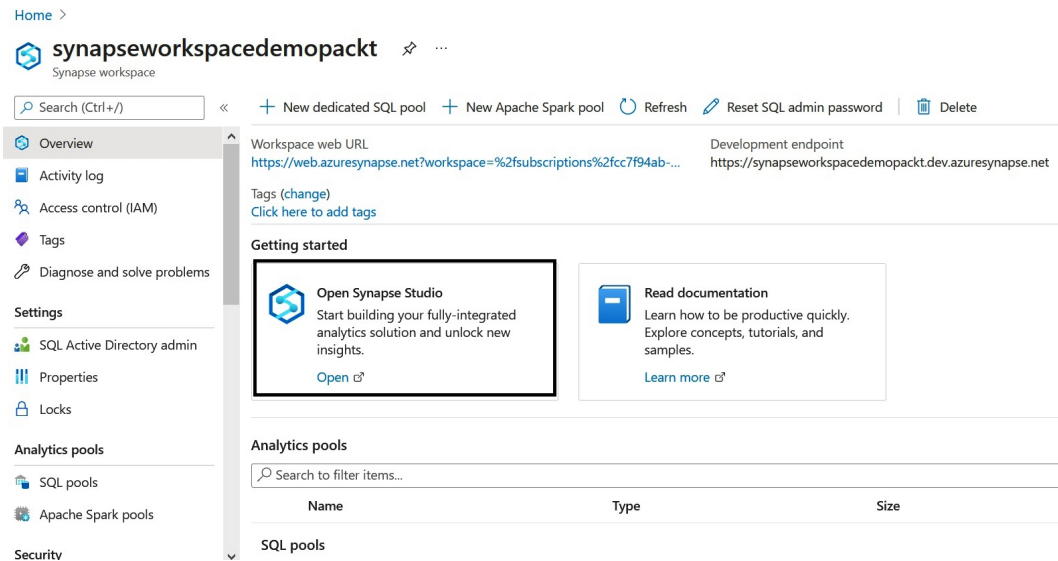 Home >
synapseworkspacedemopackt ...
Synapse workspace
Search (Ctrl+/) «
Overview
Activity log
Access control (IAM)
Tags
Diagnose and solve problems
Settings
SQL Active Directory admin
Properties
Locks
Analytics pools
SQL pools
Apache Spark pools
Security
+ New dedicated SQL pool + New Apache Spark pool Refresh Reset SQL admin password Delete
Workspace web URL
https://web.azuresynapse.net?workspace=%2fsubscriptions%2fcc7f94ab-...
Development endpoint
https://synapseworkspacedemopackt.dev.azuresynapse.net
Tags (change)
Click here to add tags
Getting started
Open Synapse Studio
Start building your fully-integrated
analytics solution and unlock new
insights.
Open
Read documentation
Learn how to be productive quickly.
Explore concepts, tutorials, and
samples.
Learn more
Analytics pools
Search to filter items...
Name Type Size
SQL pools